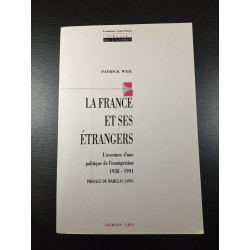 PATRICK WEIL
LA FRANCE
ET SES
ÉTRANGERS
L'aventure d'une
politique de l'immigration
1938 - 1991
PRÉFACE DE MARCEAU LONG
CALMANN-LÉVY